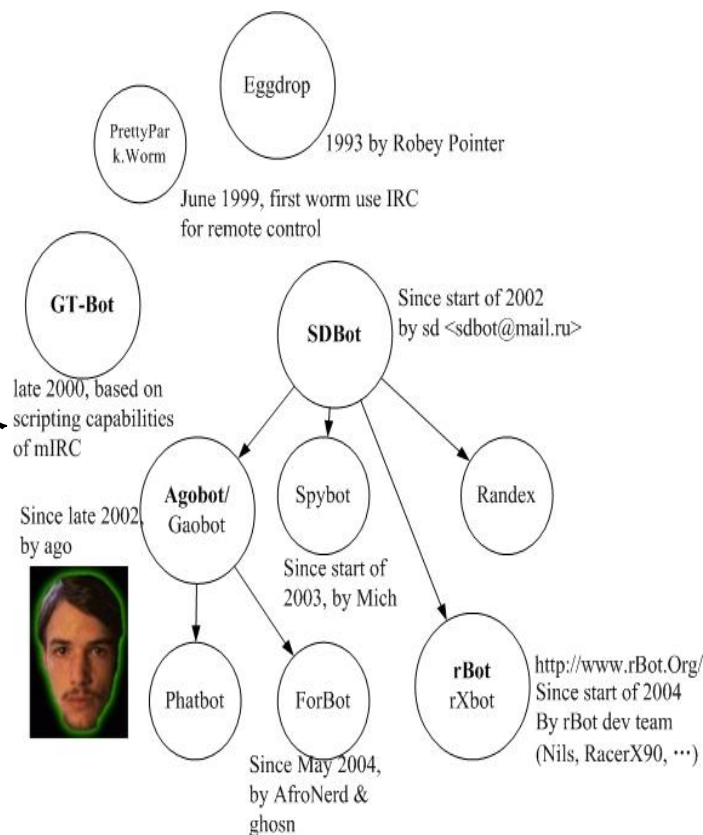 Eggdrop
1993 by Robey Pointer
PrettyPar
k.Worm
June 1999, first worm use IRC
for remote control
GT-Bot
late 2000, based on
scripting capabilities
of mIRC
SDBot
Since start of 2002
by sd <sdbot@mail.ru>
Agobot/
Gaobot
Since late 2002,
by ago
Spybot
Since start of
2003, by Mich
Randex
Phatbot
ForBot
Since May 2004,
by AfroNerd &
ghosn
rBot
rXbot
http://www.rBot.Org/
Since start of 2004
By rBot dev team
(Nils, RacerX90, ⋯)